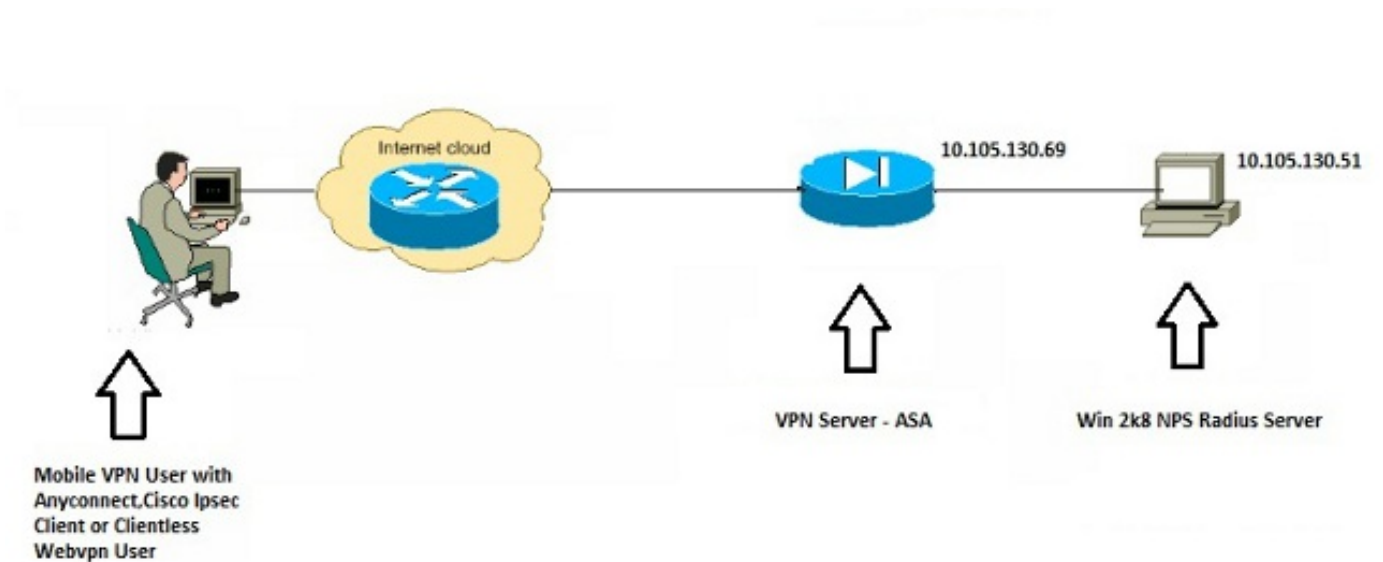 Internet cloud
10.105.130.69
10.105.130.51
VPN Server - ASA
Win 2k8 NPS Radius Server
Mobile VPN User with
Anyconnect,Cisco Ipsec
Client or Clientless
Webvpn User